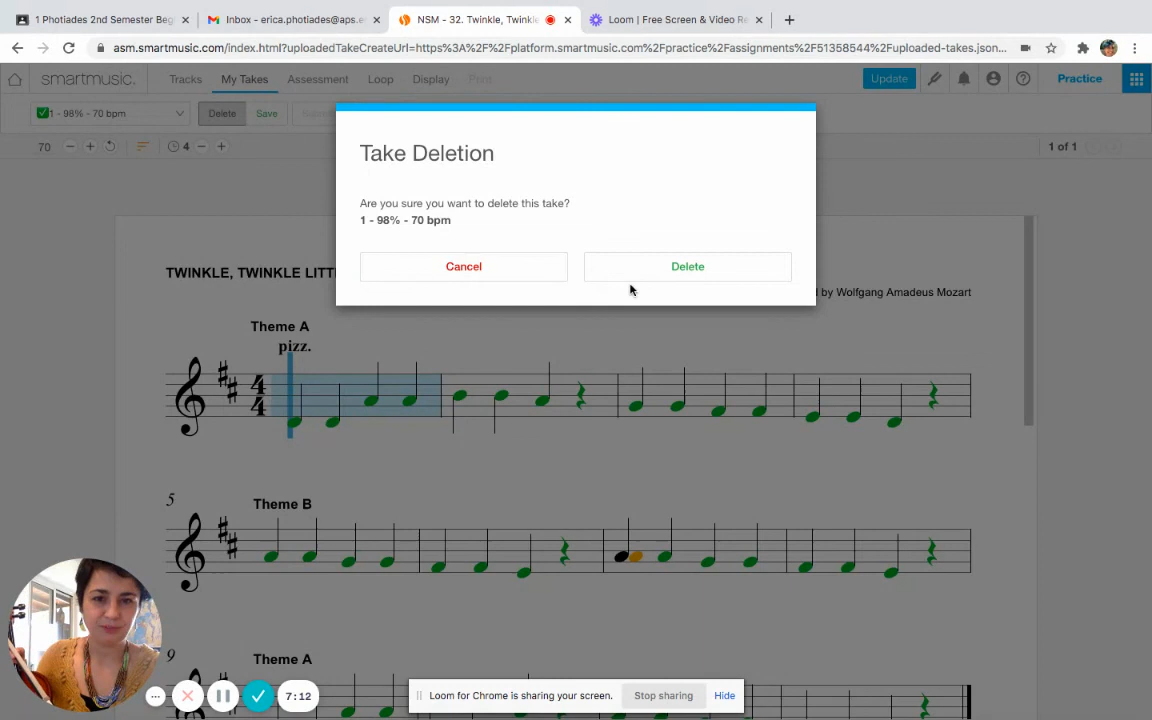 1 Photiades 2nd Semester Beg
Inbox - erica.photiades@aps.e
NSM - 32. Twinkle, Twinkle
Loom | Free Screen & Video Re
asm.smartmusic.com/index.html?uploadedTakeCreateUrl=https%3A%2F%2Fplatform.smartmusic.com%2Fpractice%2Fassignments%2F51358544%2Fuploaded-takes.json...
smartmusic. Tracks My Takes Assessment Loop Display Print Update Practice
1 - 98% - 70 bpm Delete Save
70 4 1 of 1
Take Deletion
Are you sure you want to delete this take?
1 - 98% - 70 bpm
Cancel Delete
TWINKLE, TWINKLE LITT
d by Wolfgang Amadeus Mozart
Theme A
pizz.
4
4
5
Theme B
9
Theme A
7:12
Loom for Chrome is sharing your screen. Stop sharing Hide